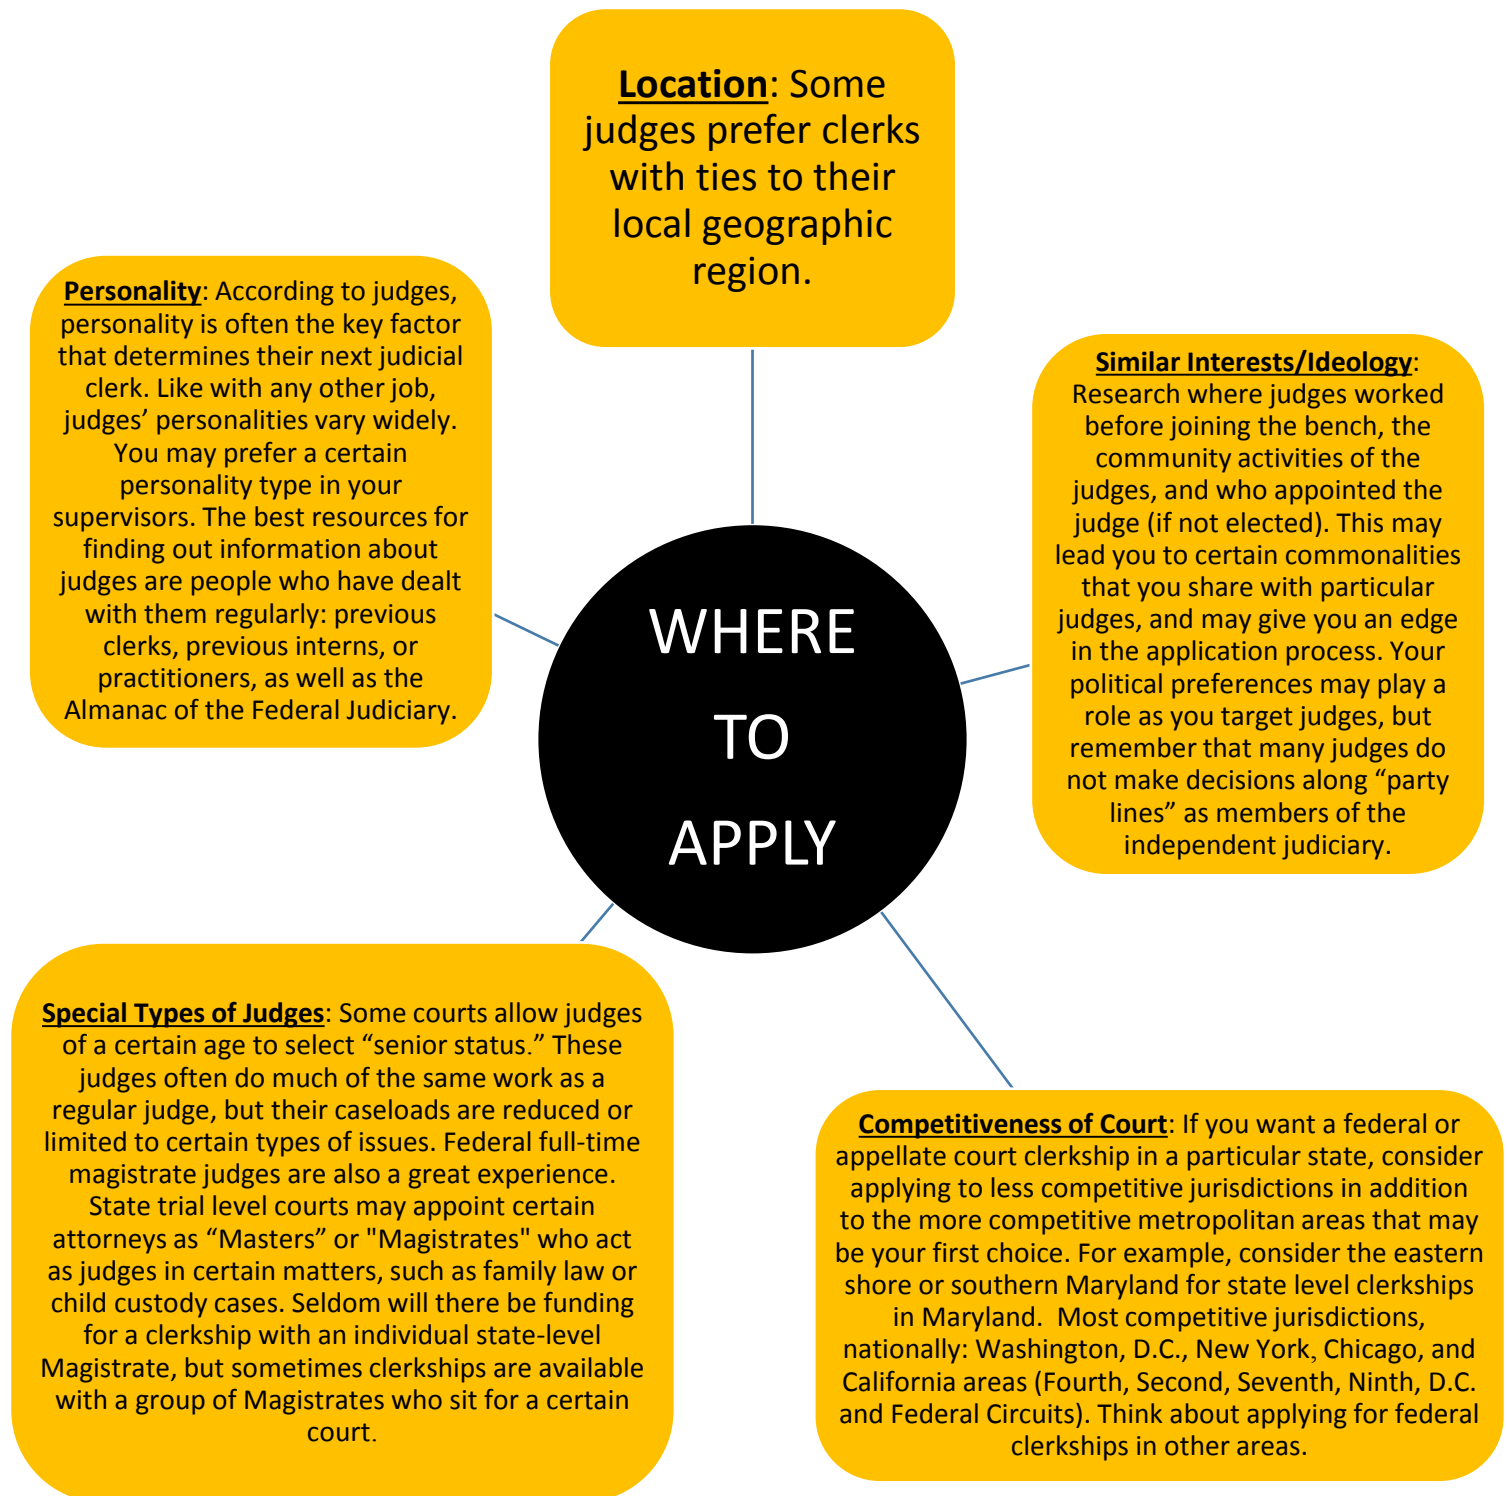 Location: Some
judges prefer clerks
with ties to their
local geographic
region.
Personality: According to judges,
personality is often the key factor
that determines their next judicial
clerk. Like with any other job,
judges’ personalities vary widely.
You may prefer a certain
personality type in your
supervisors. The best resources for
finding out information about
judges are people who have dealt
with them regularly: previous
clerks, previous interns, or
practitioners, as well as the
Almanac of the Federal Judiciary.
Similar Interests/Ideology:
Research where judges worked
before joining the bench, the
community activities of the
judges, and who appointed the
judge (if not elected). This may
lead you to certain commonalities
that you share with particular
judges, and may give you an edge
in the application process. Your
political preferences may play a
role as you target judges, but
remember that many judges do
not make decisions along “party
lines” as members of the
independent judiciary.
WHERE
TO
APPLY
Special Types of Judges: Some courts allow judges
of a certain age to select “senior status.” These
judges often do much of the same work as a
regular judge, but their caseloads are reduced or
limited to certain types of issues. Federal full-time
magistrate judges are also a great experience.
State trial level courts may appoint certain
attorneys as “Masters” or "Magistrates" who act
as judges in certain matters, such as family law or
child custody cases. Seldom will there be funding
for a clerkship with an individual state-level
Magistrate, but sometimes clerkships are available
with a group of Magistrates who sit for a certain
court.
Competitiveness of Court: If you want a federal or
appellate court clerkship in a particular state, consider
applying to less competitive jurisdictions in addition
to the more competitive metropolitan areas that may
be your first choice. For example, consider the eastern
shore or southern Maryland for state level clerkships
in Maryland.  Most competitive jurisdictions,
nationally: Washington, D.C., New York, Chicago, and
California areas (Fourth, Second, Seventh, Ninth, D.C.
and Federal Circuits). Think about applying for federal
clerkships in other areas.